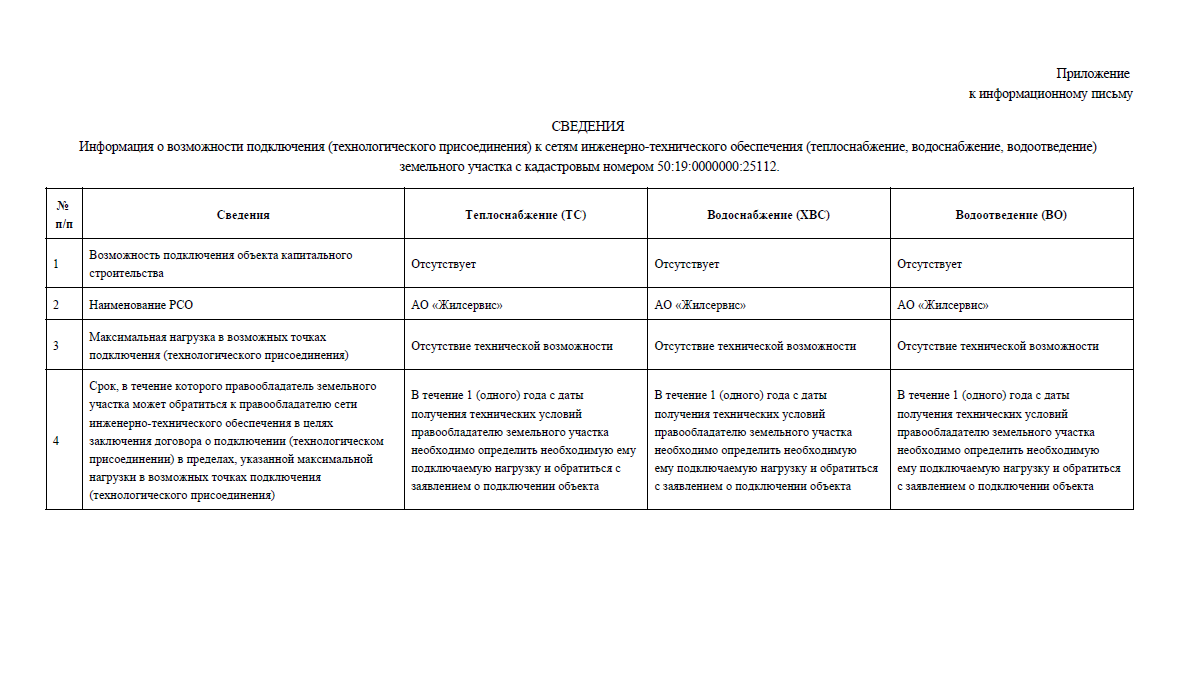 Приложение
к информационному письму
СВЕДЕНИЯ
Информация о возможности подключения (технологического присоединения) к сетям инженерно-технического обеспечения (теплоснабжение, водоснабжение, водоотведение)
земельного участка с кадастровым номером 50:19:0000000:25112.
№
п/п
Сведения
Теплоснабжение (ТС)
Водоснабжение (ХВС)
Водоотведение (ВО)
1
Возможность подключения объекта капитального
строительства
Отсутствует
Отсутствует
Отсутствует
2
Наименование РСО
АО «Жилсервис»
АО «Жилсервис»
АО «Жилсервис»
3
Максимальная нагрузка в возможных точках
подключения (технологического присоединения)
Отсутствие технической возможности
Отсутствие технической возможности
Отсутствие технической возможности
4
Срок, в течение которого правообладатель земельного
участка может обратиться к правообладателю сети
инженерно-технического обеспечения в целях
заключения договора о подключении (технологическом
присоединении) в пределах, указанной максимальной
нагрузки в возможных точках подключения
(технологического присоединения)
В течение 1 (одного) года с даты
получения технических условий
правообладателю земельного участка
необходимо определить необходимую ему
подключаемую нагрузку и обратиться с
заявлением о подключении объекта
В течение 1 (одного) года с даты
получения технических условий
правообладателю земельного участка
необходимо определить необходимую
ему подключаемую нагрузку и обратиться
с заявлением о подключении объекта
В течение 1 (одного) года с даты
получения технических условий
правообладателю земельного участка
необходимо определить необходимую
ему подключаемую нагрузку и обратиться
с заявлением о подключении объекта